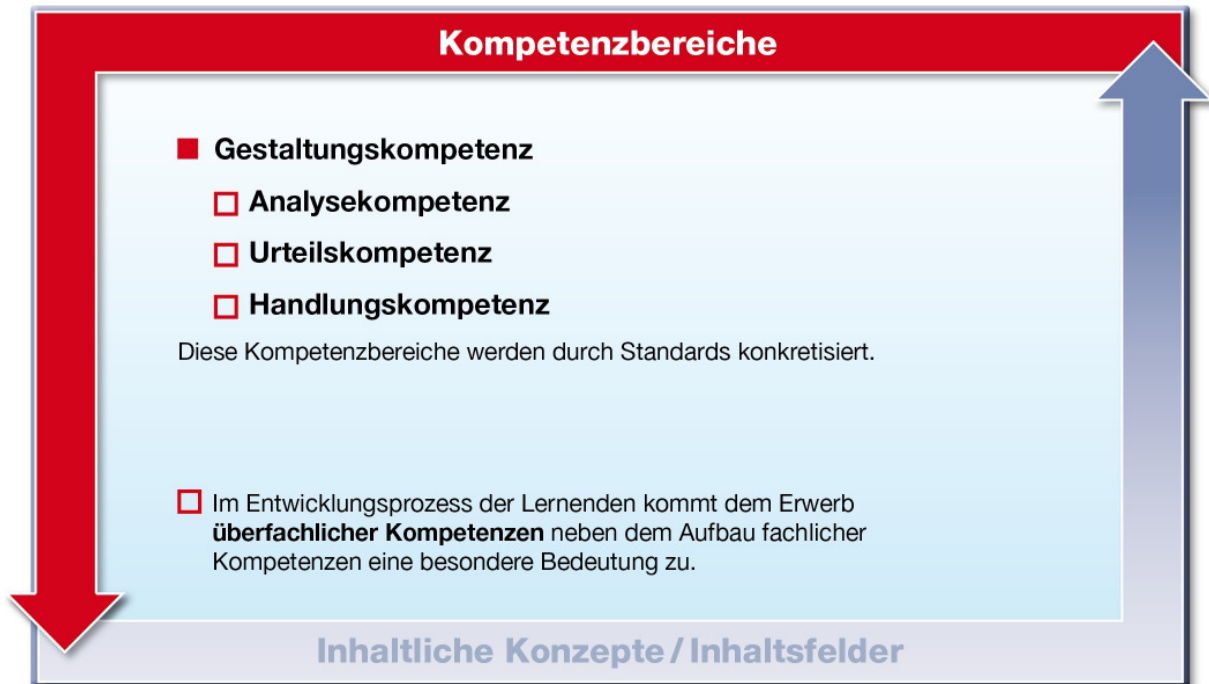 Kompetenzbereiche
Gestaltungskompetenz
Analysekompetenz
Urteilskompetenz
Handlungskompetenz
Diese Kompetenzbereiche werden durch Standards konkretisiert.
Im Entwicklungsprozess der Lernenden kommt dem Erwerb
überfachlicher Kompetenzen neben dem Aufbau fachlicher
Kompetenzen eine besondere Bedeutung zu.
Inhaltliche Konzepte / Inhaltsfelder